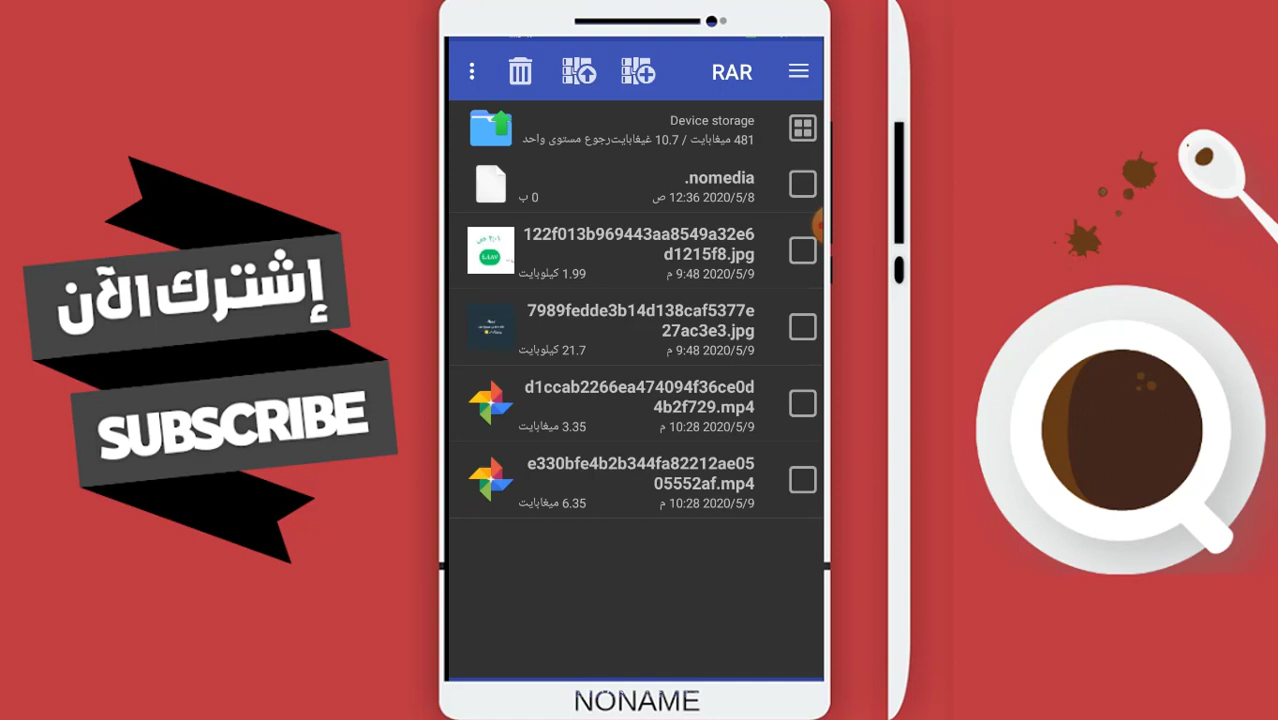 إشترك الآن
SUBSCRIBE
RAR
Device storage
481 ميغابايت / 10.7 غيغابايت رجوع مستوى واحد
.nomedia
2020/5/8 12:36 ص
0 ب
122f013b969443aa8549a32e6
d1215f8.jpg
2020/5/9 9:48 م
1.99 كيلوبايت
7989fedde3b14d138caf5377e
27ac3e3.jpg
2020/5/9 9:48 م
21.7 كيلوبايت
d1ccab2266ea474094f36ce0d
4b2f729.mp4
2020/5/9 10:28 م
3.35 ميغابايت
e330bfe4b2b344fa82212ae05
05552af.mp4
2020/5/9 10:28 م
6.35 ميغابايت
NONAME